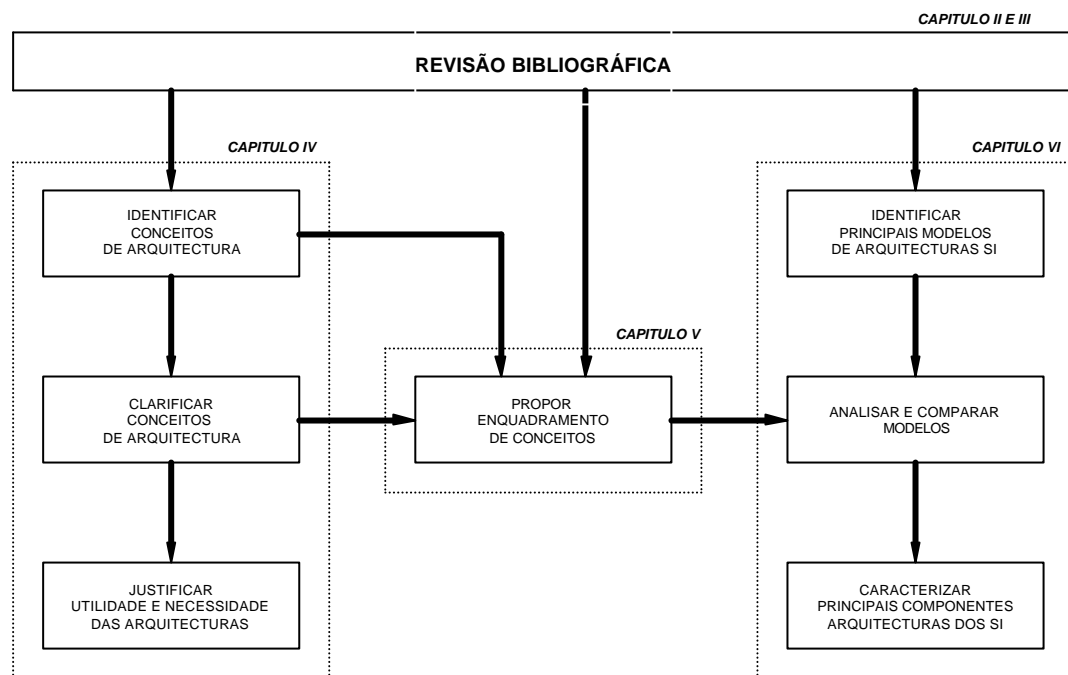 CAPITULO II E III
REVISÃO BIBLIOGRÁFICA
CAPITULO IV
IDENTIFICAR
CONCEITOS
DE ARQUITECTURA
CLARIFICAR
CONCEITOS
DE ARQUITECTURA
JUSTIFICAR
UTILIDADE E NECESSIDADE
DAS ARQUITECTURAS
CAPITULO V
PROPOR
ENQUADRAMENTO
DE CONCEITOS
CAPITULO VI
IDENTIFICAR
PRINCIPAIS MODELOS
DE ARQUITECTURAS SI
ANALISAR E COMPARAR
MODELOS
CARACTERIZAR
PRINCIPAIS COMPONENTES
ARQUITECTURAS DOS SI